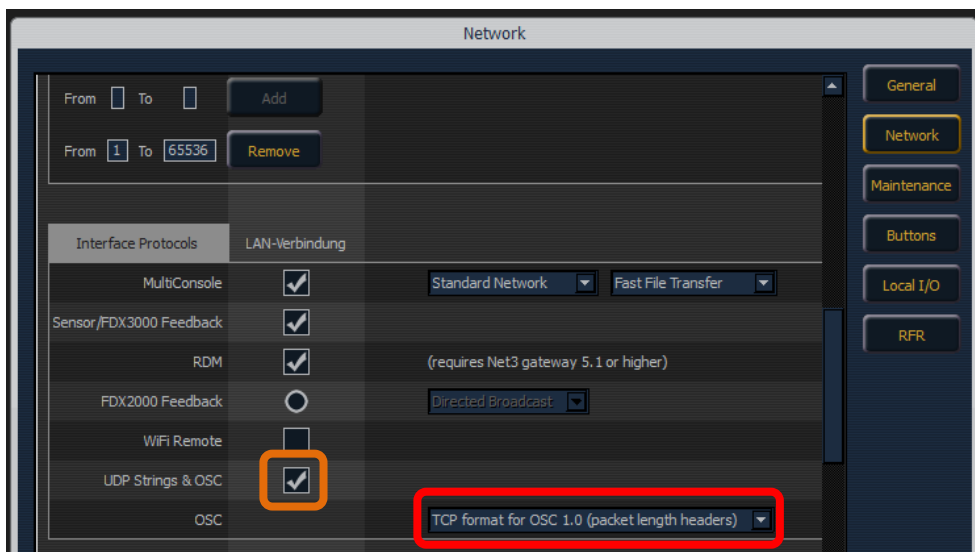 Network
From To Add
From 1 To 65536 Remove
Interface Protocols LAN-Verbindung
MultiConsole Standard Network Fast File Transfer
Sensor/FDX3000 Feedback
RDM (requires Net3 gateway 5.1 or higher)
FDX2000 Feedback Directed Broadcast
WiFi Remote
UDP Strings & OSC
OSC TCP format for OSC 1.0 (packet length headers)
General
Network
Maintenance
Buttons
Local I/O
RFR